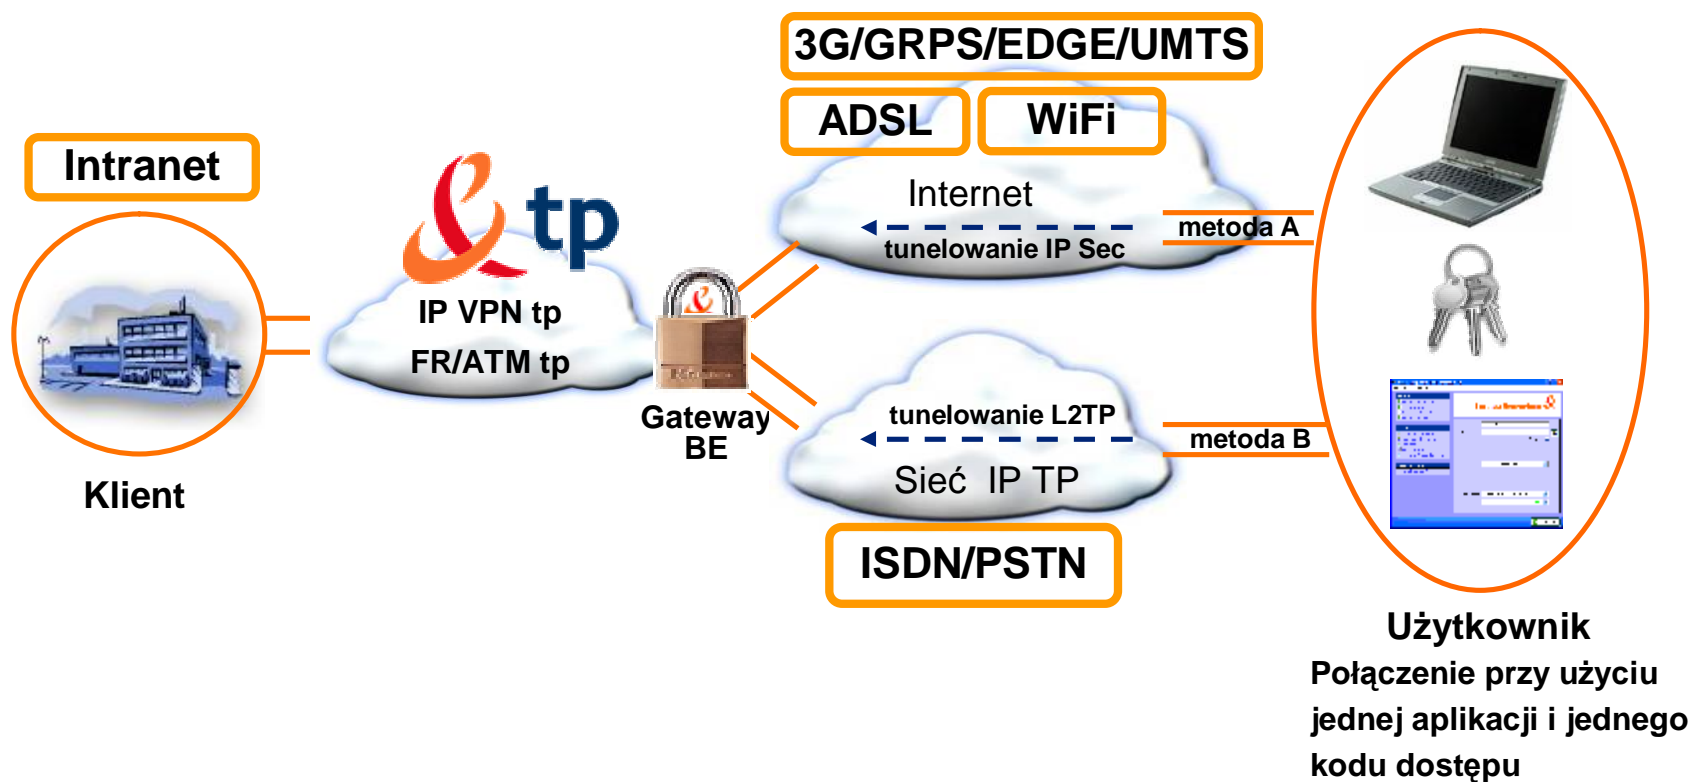 3G/GRPS/EDGE/UMTS
ADSL
WiFi
Intranet
tp
Internet
tunelowanie IP Sec
metoda A
IP VPN tp
FR/ATM tp
Gateway
BE
tunelowanie L2TP
metoda B
Sieć IP TP
ISDN/PSTN
Klient
Użytkownik
Połączenie przy użyciu
jednej aplikacji i jednego
kodu dostępu